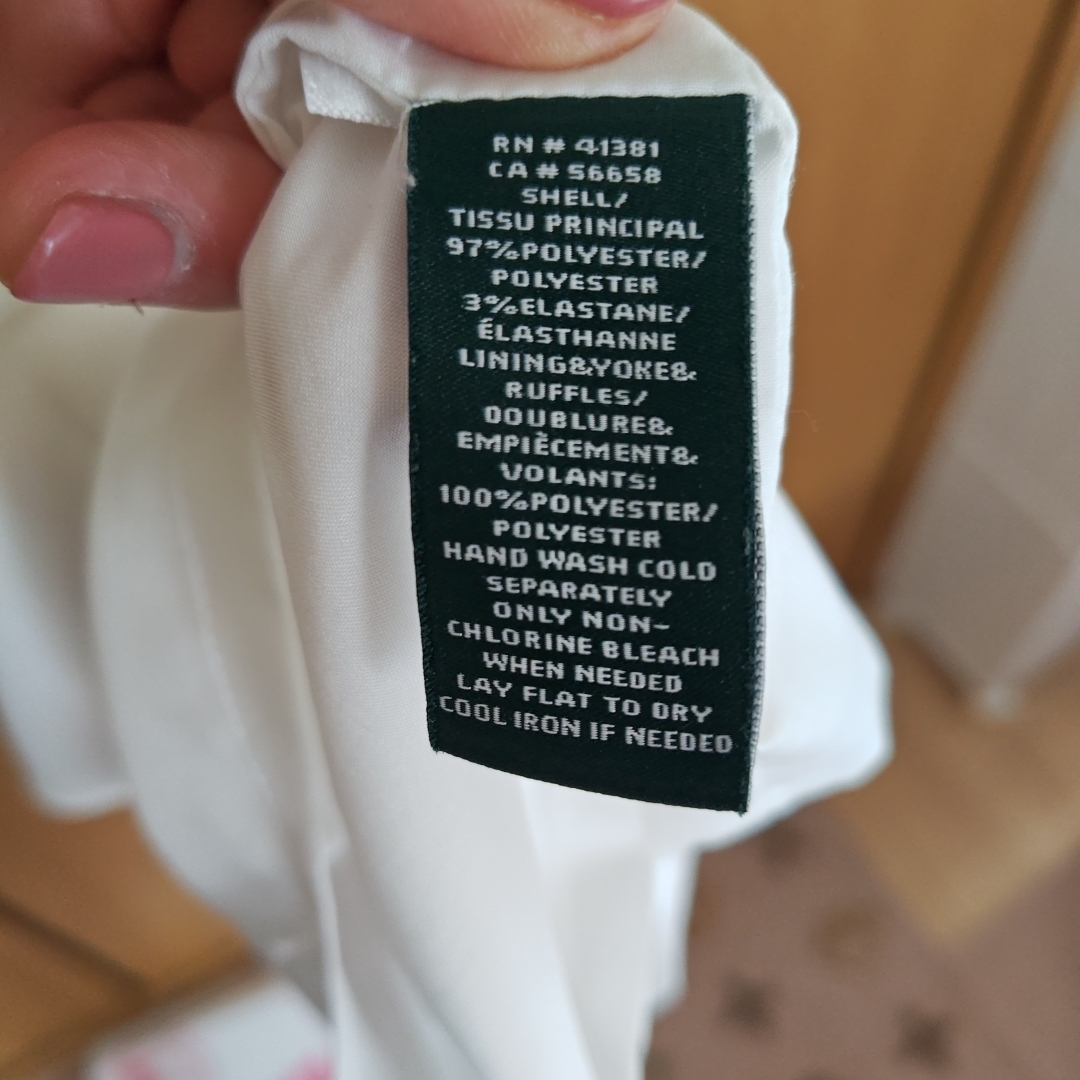 RN # 41381
CA # 56658
SHELL/
TISSU PRINCIPAL
97%POLYESTER/
POLYESTER
3%ELASTANE/
ÉLASTHANNE
LINING&YOKE&
RUFFLES/
DOUBLURE&
EMPIÈCEMENT&
VOLANTS:
100%POLYESTER/
POLYESTER
HAND WASH COLD
SEPARATELY
ONLY NON-
CHLORINE BLEACH
WHEN NEEDED
LAY FLAT TO DRY
COOL IRON IF NEEDED